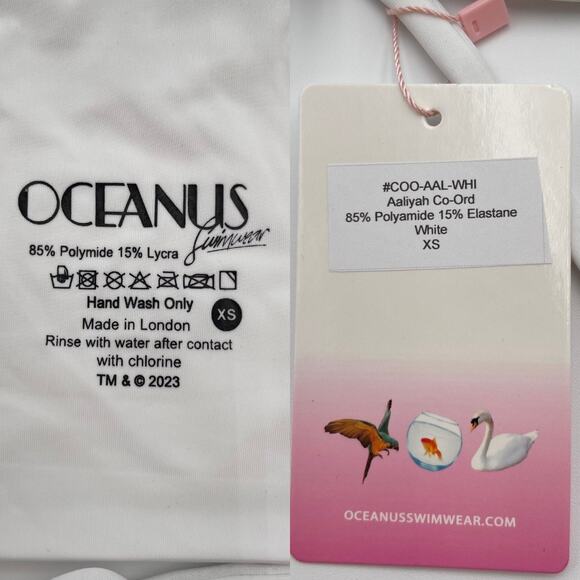 OCEANUS
Swimwear
85% Polymide 15% Lycra
Hand Wash Only
XS
Made in London
Rinse with water after contact
with chlorine
TM & © 2023
#COO-AAL-WHI
Aaliyah Co-Ord
85% Polyamide 15% Elastane
White
XS
OCEANUSSWIMWEAR.COM